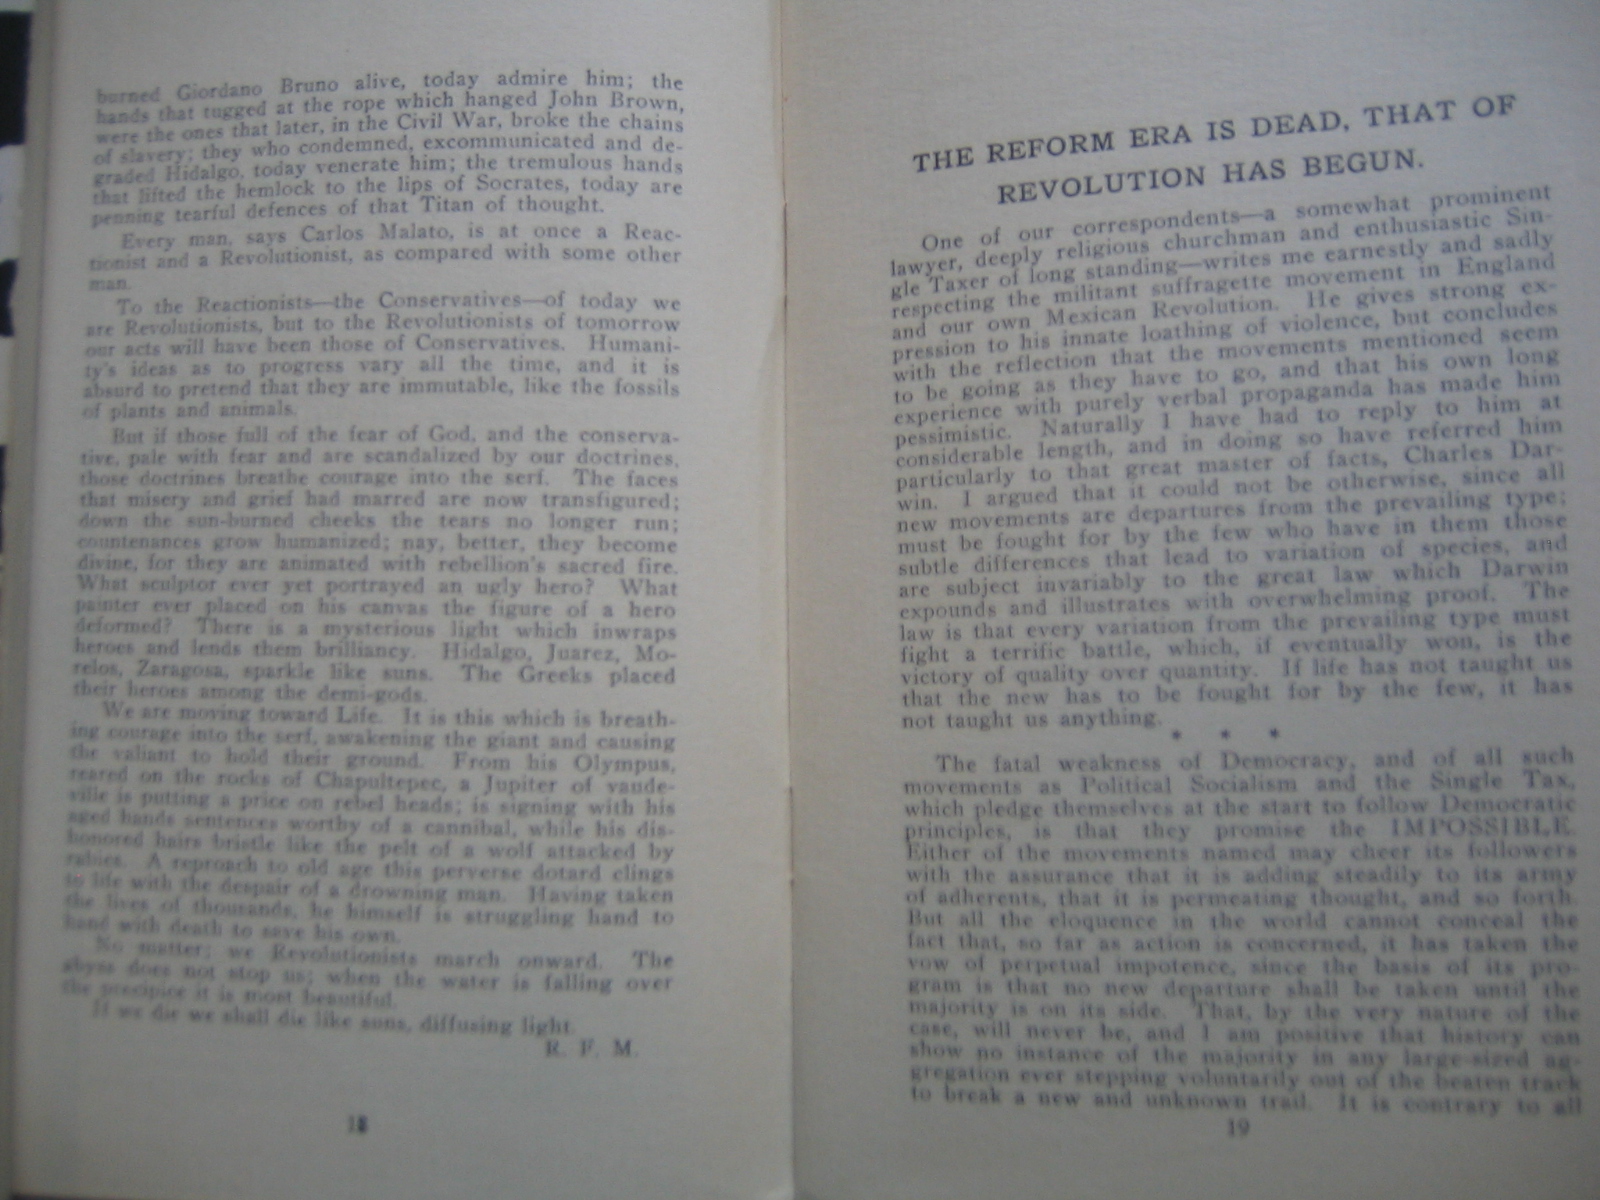 burned Giordano Bruno alive, today admire him; the
hands that tugged at the rope which hanged John Brown,
were the ones that later, in the Civil War, broke the chains
of slavery; they who condemned, excommunicated and de-
graded Hidalgo, today venerate him; the tremulous hands
that lifted the hemlock to the lips of Socrates, today are
penning tearful defences of that Titan of thought.
Every man, says Carlos Malato, is at once a Reac-
tionist and a Revolutionist, as compared with some other
man.
To the Reactionists—the Conservatives—of today we
are Revolutionists, but to the Revolutionists of tomorrow
our acts will have been those of Conservatives. Humani-
ty's ideas as to progress vary all the time, and it is
absurd to pretend that they are immutable, like the fossils
of plants and animals.
But if those full of the fear of God, and the conserva-
tive, pale with fear and are scandalized by our doctrines,
those doctrines breathe courage into the serf. The faces
that misery and grief had marred are now transfigured;
down the sun-burned cheeks the tears no longer run;
countenances grow humanized; nay, better, they become
divine, for they are animated with rebellion's sacred fire.
What sculptor ever yet portrayed an ugly hero? What
painter ever placed on his canvas the figure of a hero
deformed? There is a mysterious light which inwraps
heroes and lends them brilliancy. Hidalgo, Juarez, Mo-
relos, Zaragosa, sparkle like suns. The Greeks placed
their heroes among the demi-gods.
We are moving toward Life. It is this which is breath-
ing courage into the serf, awakening the giant and causing
the valiant to hold their ground. From his Olympus,
reared on the rocks of Chapultepec, a Jupiter of vaude-
ville is putting a price on rebel heads; is signing with his
aged hands sentences worthy of a cannibal, while his dis-
honored hairs bristle like the pelt of a wolf attacked by
rabies. A reproach to old age this perverse dotard clings
to life with the despair of a drowning man. Having taken
the lives of thousands, he himself is struggling hand to
hand with death to save his own.
No matter; we Revolutionists march onward. The
abyss does not stop us; when the water is falling over
the precipice it is most beautiful.
If we die we shall die like suns, diffusing light.
R. F. M.
18
THE REFORM ERA IS DEAD, THAT OF
REVOLUTION HAS BEGUN.
One of our correspondents—a somewhat prominent
lawyer, deeply religious churchman and enthusiastic Sin-
gle Taxer of long standing—writes me earnestly and sadly
respecting the militant suffragette movement in England
and our own Mexican Revolution. He gives strong ex-
pression to his innate loathing of violence, but concludes
with the reflection that the movements mentioned seem
to be going as they have to go, and that his own long
experience with purely verbal propaganda has made him
pessimistic. Naturally I have had to reply to him at
considerable length, and in doing so have referred him
particularly to that great master of facts, Charles Dar-
win. I argued that it could not be otherwise, since all
new movements are departures from the prevailing type;
must be fought for by the few who have in them those
subtle differences that lead to variation of species, and
are subject invariably to the great law which Darwin
expounds and illustrates with overwhelming proof. The
law is that every variation from the prevailing type must
fight a terrific battle, which, if eventually won, is the
victory of quality over quantity. If life has not taught us
that the new has to be fought for by the few, it has
not taught us anything.
* * *
The fatal weakness of Democracy, and of all such
movements as Political Socialism and the Single Tax,
which pledge themselves at the start to follow Democratic
principles, is that they promise the IMPOSSIBLE.
Either of the movements named may cheer its followers
with the assurance that it is adding steadily to its army
of adherents, that it is permeating thought, and so forth.
But all the eloquence in the world cannot conceal the
fact that, so far as action is concerned, it has taken the
vow of perpetual impotence, since the basis of its pro-
gram is that no new departure shall be taken until the
majority is on its side. That, by the very nature of the
case, will never be, and I am positive that history can
show no instance of the majority in any large-sized ag-
gregation ever stepping voluntarily out of the beaten track
to break a new and unknown trail. It is contrary to all
19